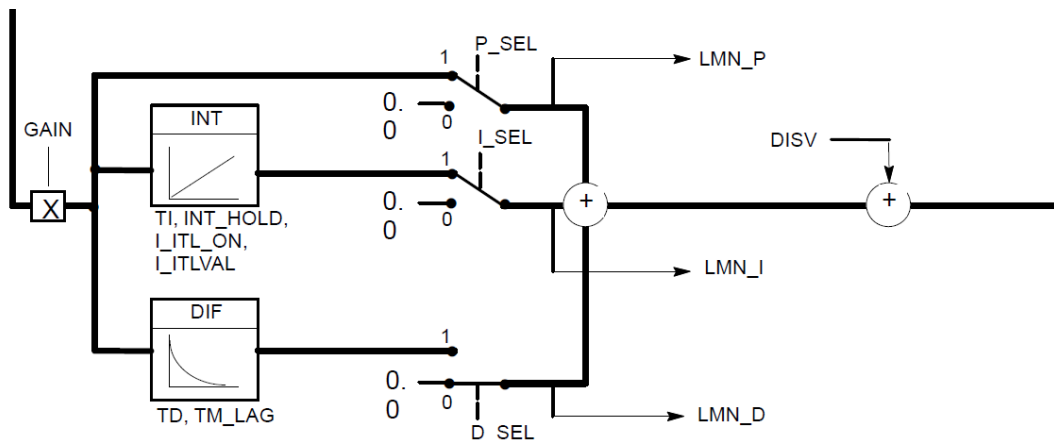 P_SEL
1
LMN_P
0.
0
0
INT
GAIN
I_SEL
DISV
1
X
0.
0
0
+
+
TI, INT_HOLD,
I_ITL_ON,
I_ITLVAL
LMN_I
DIF
1
0.
0
0
TD, TM_LAG
D_SEL
LMN_D